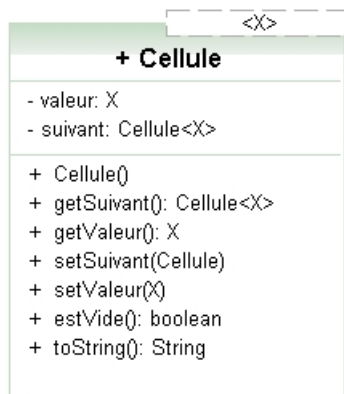 <X>
+ Cellule
- valeur: X
- suivant: Cellule<X>
+ Cellule()
+ getSuivant(): Cellule<X>
+ getValeur(): X
+ setSuivant(Cellule)
+ setValeur(X)
+ estVide(): boolean
+ toString(): String